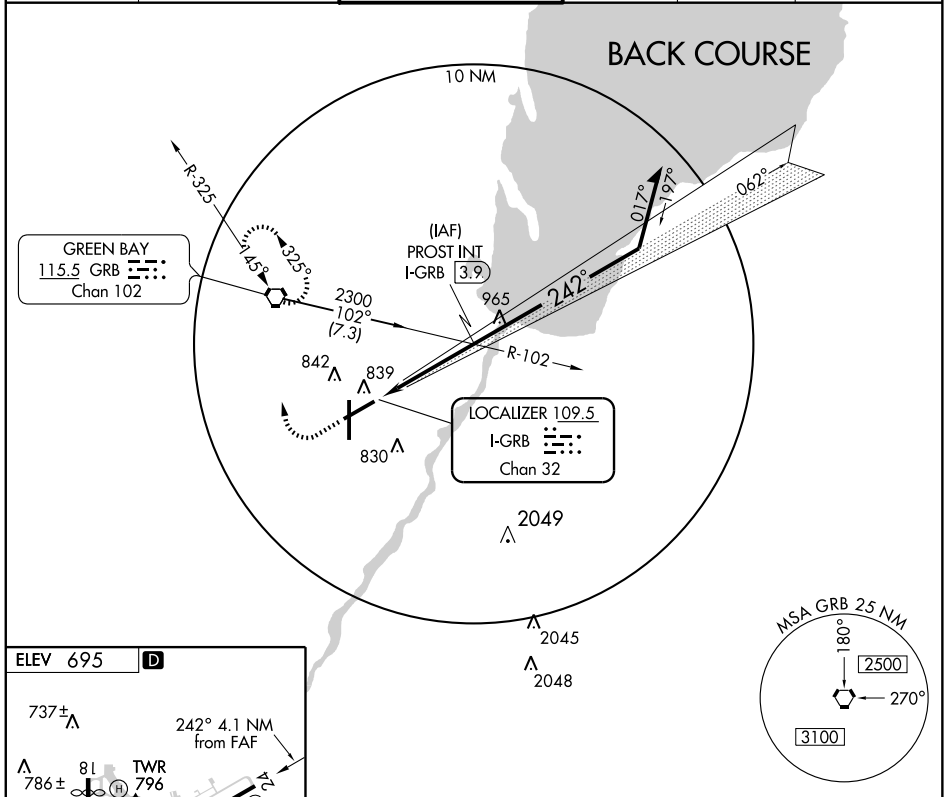 BACK COURSE
10 NM
R-325
017°
197°
062°
(IAF)
PROST INT
I-GRB 3.9
GREEN BAY
115.5 GRB
Chan 102
145°
325°
965
242°
2300
102°
(7.3)
R-102
842
839
LOCALIZER 109.5
I-GRB
Chan 32
830
2049
2045
2048
MSA GRB 25 NM
180°
2500
270°
3100
ELEV 695 D
737±
242° 4.1 NM
from FAF
786±
18
H
TWR
796
24